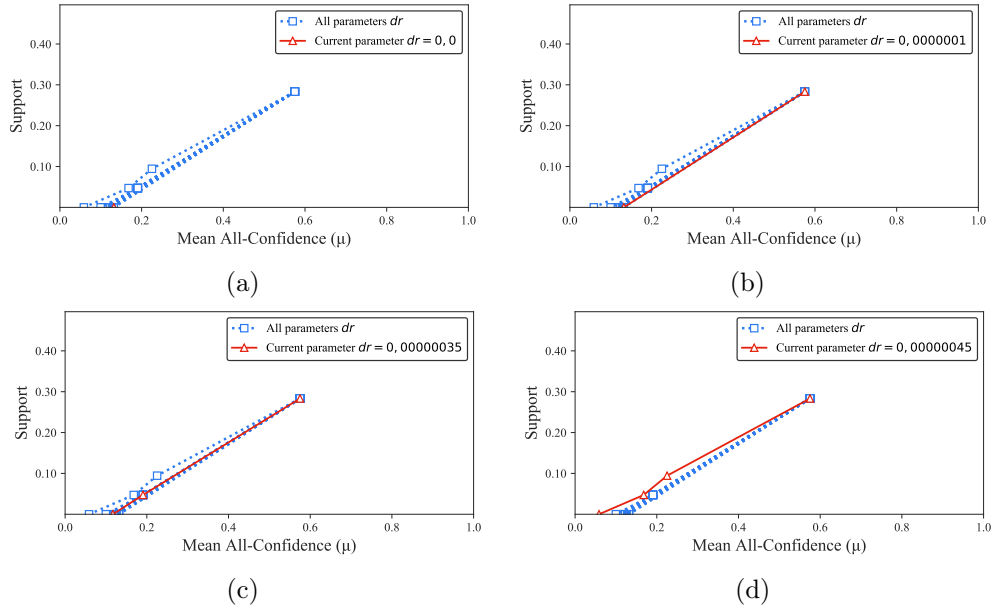 All parameters dr
Current parameter dr = 0, 0
0.40
0.30
0.20
0.10
Support
0.0 0.2 0.4 0.6 0.8 1.0
Mean All-Confidence (μ)
(a)
All parameters dr
Current parameter dr = 0, 0000001
0.40
0.30
0.20
0.10
Support
0.0 0.2 0.4 0.6 0.8 1.0
Mean All-Confidence (μ)
(b)
All parameters dr
Current parameter dr = 0, 00000035
0.40
0.30
0.20
0.10
Support
0.0 0.2 0.4 0.6 0.8 1.0
Mean All-Confidence (μ)
(c)
All parameters dr
Current parameter dr = 0, 00000045
0.40
0.30
0.20
0.10
Support
0.0 0.2 0.4 0.6 0.8 1.0
Mean All-Confidence (μ)
(d)